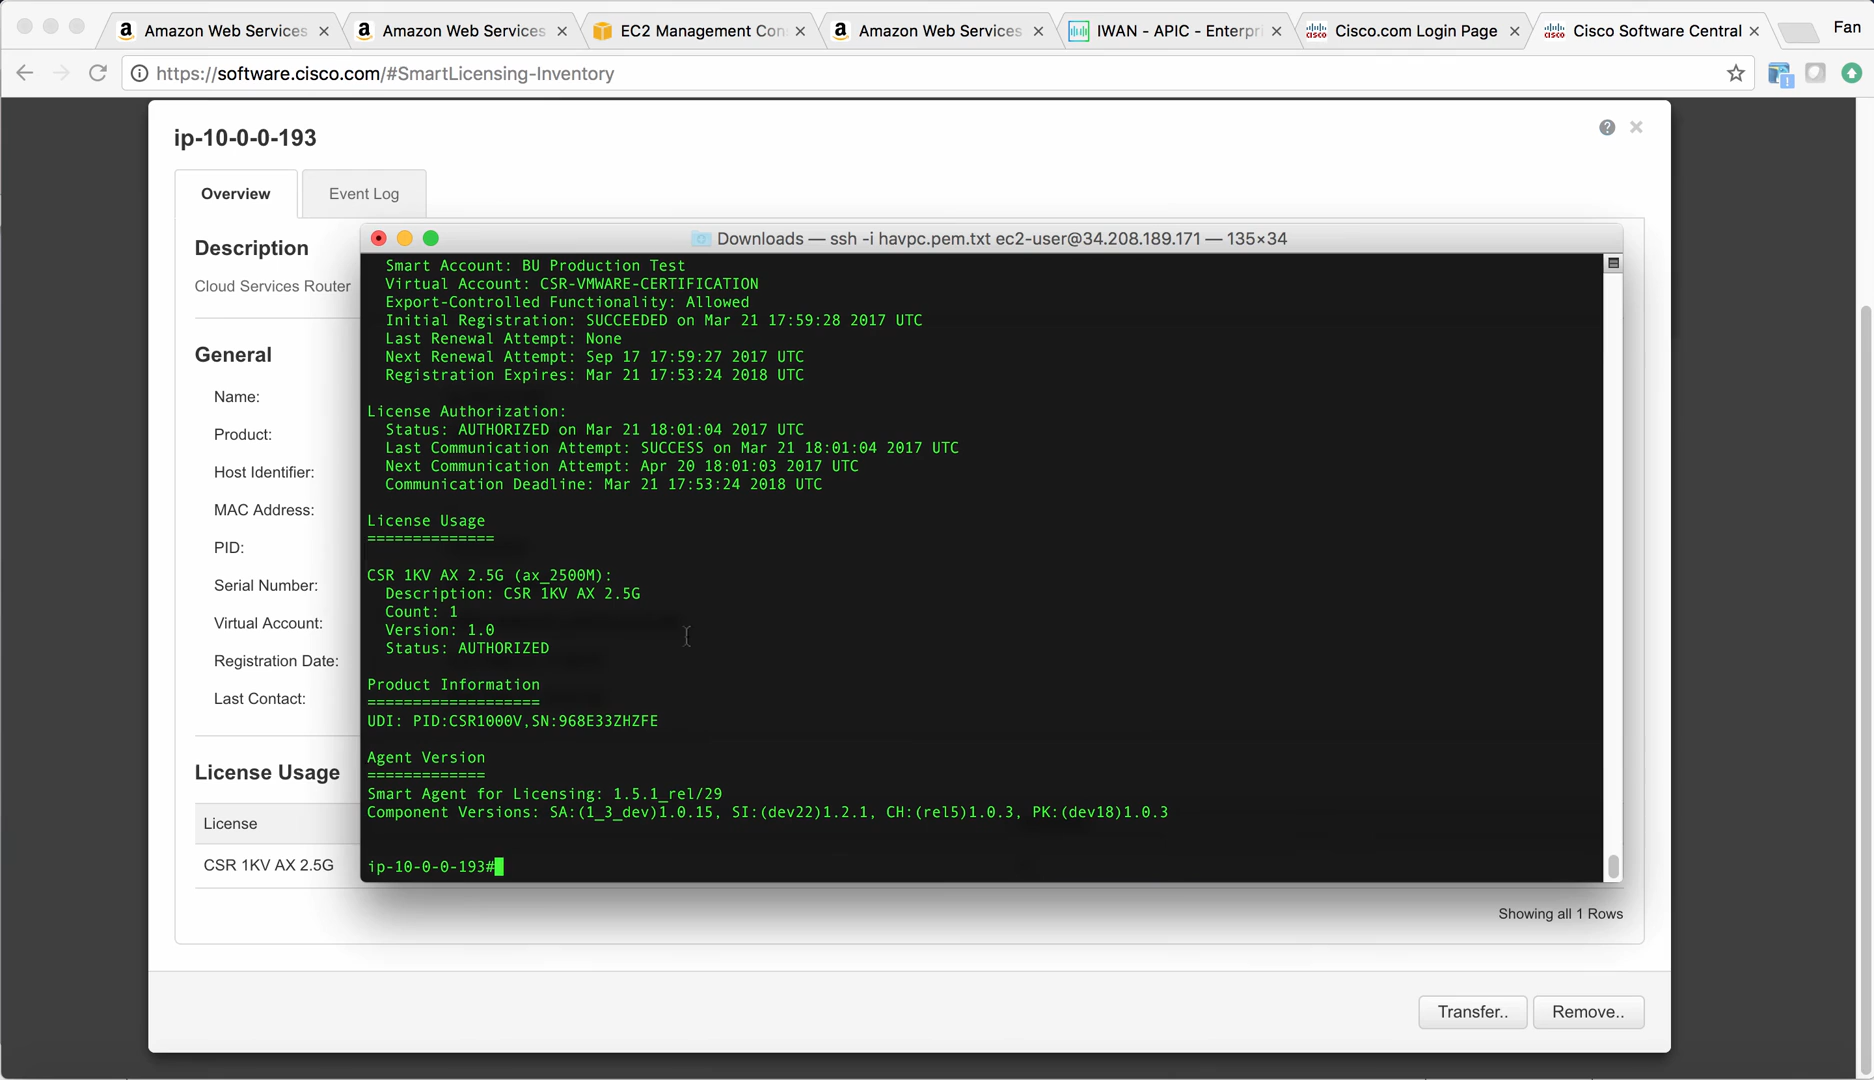 Amazon Web Services
Amazon Web Services
EC2 Management Con
Amazon Web Services
IWAN - APIC - Enterpri
Cisco.com Login Page
Cisco Software Central
Fan
https://software.cisco.com/#SmartLicensing-Inventory
ip-10-0-0-193
Overview
Event Log
Description
Cloud Services Router
General
Name:
Product:
Host Identifier:
MAC Address:
PID:
Serial Number:
Virtual Account:
Registration Date:
Last Contact:
License Usage
License
CSR 1KV AX 2.5G
Downloads — ssh -i havpc.pem.txt ec2-user@34.208.189.171 — 135×34
Smart Account: BU Production Test
Virtual Account: CSR-VMWARE-CERTIFICATION
Export-Controlled Functionality: Allowed
Initial Registration: SUCCEEDED on Mar 21 17:59:28 2017 UTC
Last Renewal Attempt: None
Next Renewal Attempt: Sep 17 17:59:27 2017 UTC
Registration Expires: Mar 21 17:53:24 2018 UTC
License Authorization:
Status: AUTHORIZED on Mar 21 18:01:04 2017 UTC
Last Communication Attempt: SUCCESS on Mar 21 18:01:04 2017 UTC
Next Communication Attempt: Apr 20 18:01:03 2017 UTC
Communication Deadline: Mar 21 17:53:24 2018 UTC
License Usage
==============
CSR 1KV AX 2.5G (ax_2500M):
Description: CSR 1KV AX 2.5G
Count: 1
Version: 1.0
Status: AUTHORIZED
Product Information
===================
UDI: PID:CSR1000V,SN:968E33ZHZFE
Agent Version
=============
Smart Agent for Licensing: 1.5.1_rel/29
Component Versions: SA:(1_3_dev)1.0.15, SI:(dev22)1.2.1, CH:(rel5)1.0.3, PK:(dev18)1.0.3
ip-10-0-0-193#
Showing all 1 Rows
Transfer..
Remove..